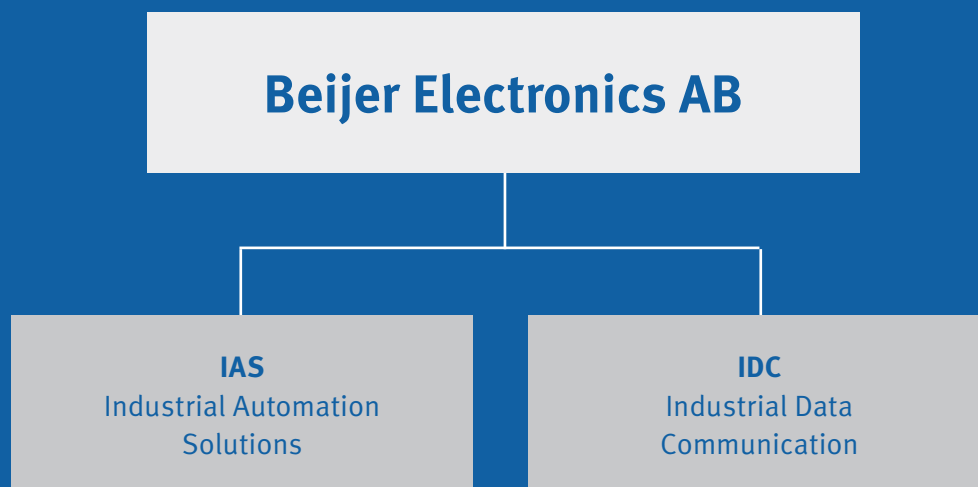 Beijer Electronics AB
IAS
Industrial Automation
Solutions
IDC
Industrial Data
Communication